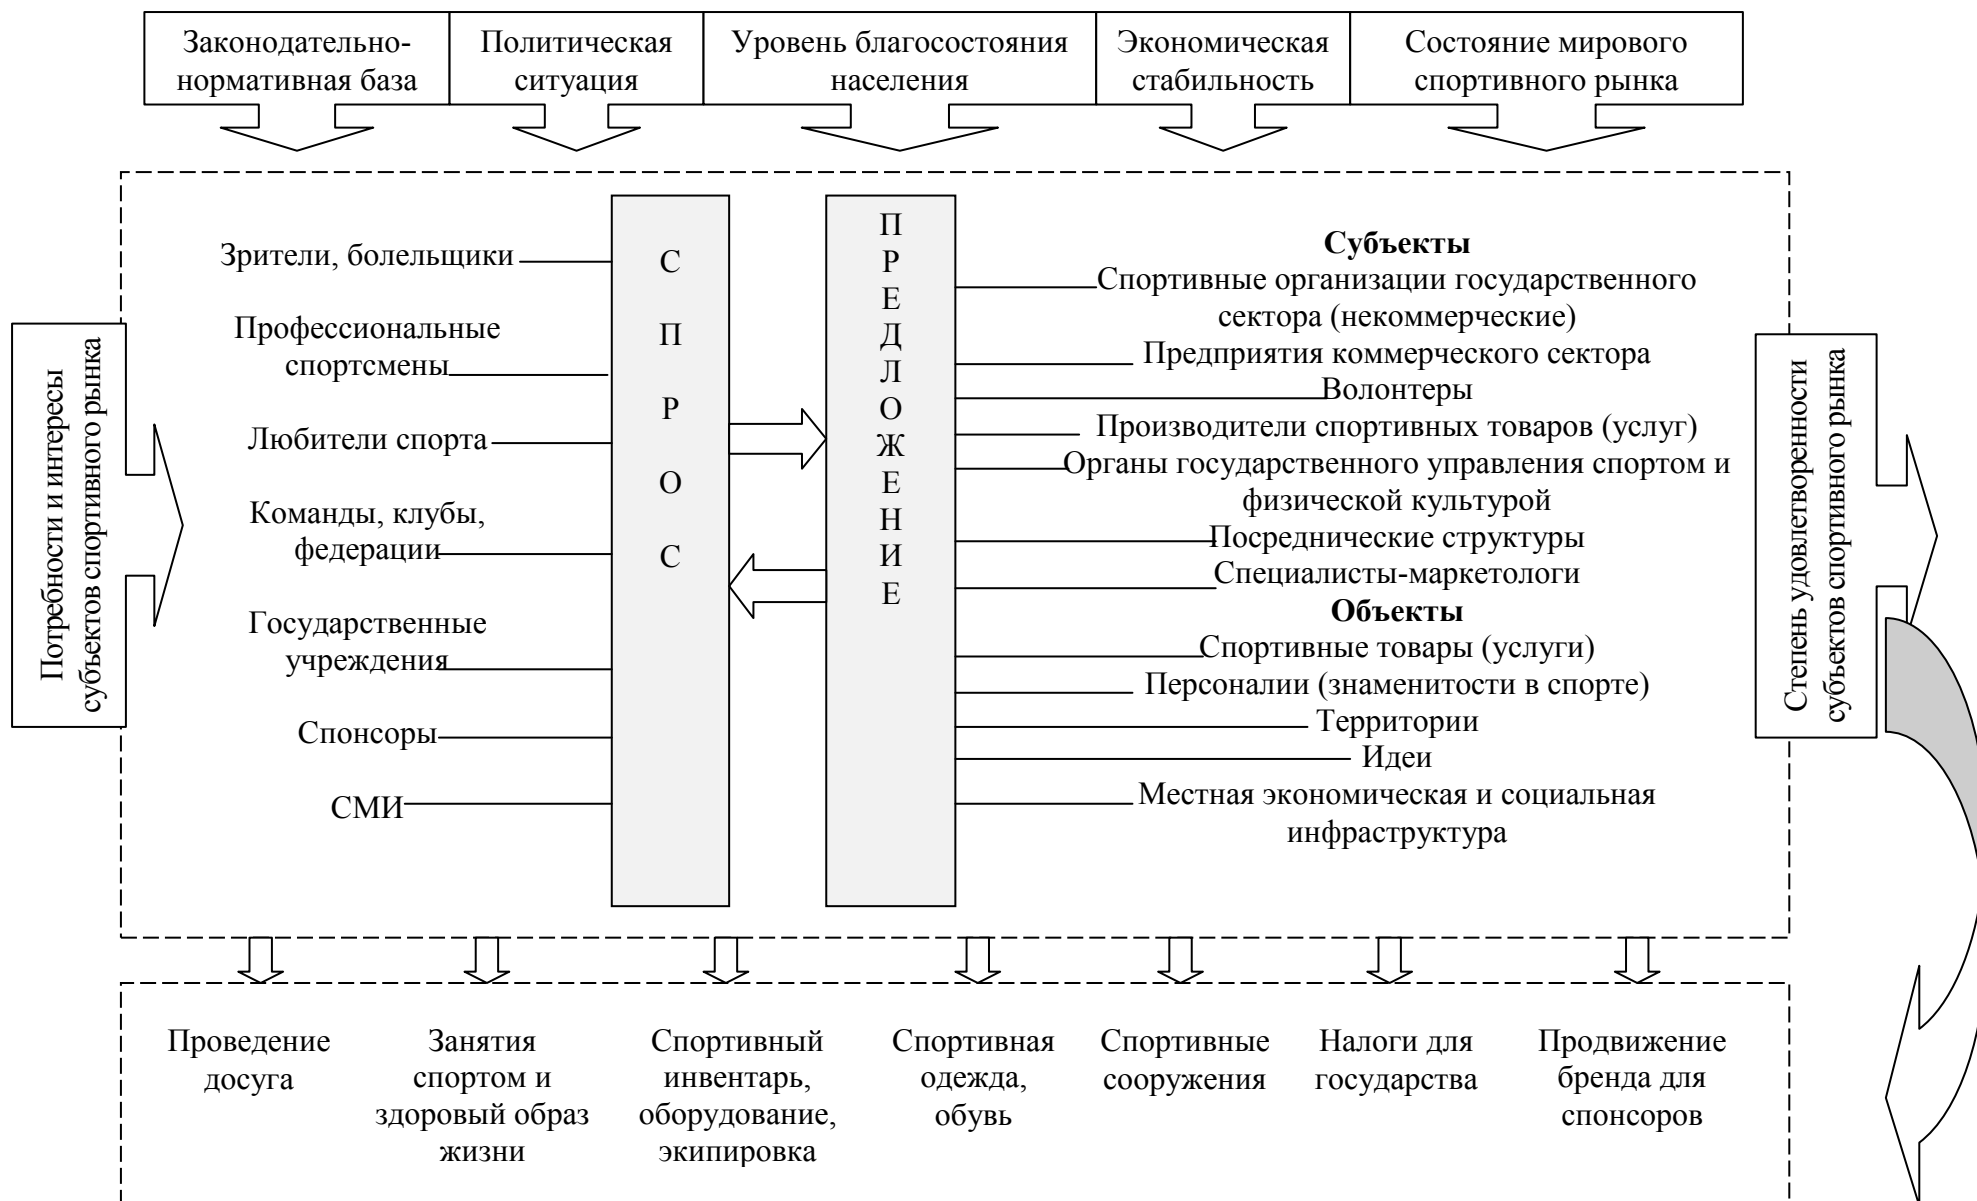 Законодательно-
нормативная база
Политическая
ситуация
Уровень благосостояния
населения
Экономическая
стабильность
Состояние мирового
спортивного рынка
Потребности и интересы
субъектов спортивного рынка
Зрители, болельщики
Профессиональные
спортсмены
Любители спорта
Команды, клубы,
федерации
Государственные
учреждения
Спонсоры
СМИ
СПРОС
ПРЕДЛОЖЕНИЕ
Субъекты
Спортивные организации государственного
сектора (некоммерческие)
Предприятия коммерческого сектора
Волонтеры
Производители спортивных товаров (услуг)
Органы государственного управления спортом и
физической культурой
Посреднические структуры
Специалисты-маркетологи
Объекты
Спортивные товары (услуги)
Персоналии (знаменитости в спорте)
Территории
Идеи
Местная экономическая и социальная
инфраструктура
Степень удовлетворенности
субъектов спортивного рынка
Проведение
досуга
Занятия
спортом и
здоровый образ
жизни
Спортивный
инвентарь,
оборудование,
экипировка
Спортивная
одежда,
обувь
Спортивные
сооружения
Налоги для
государства
Продвижение
бренда для
спонсоров